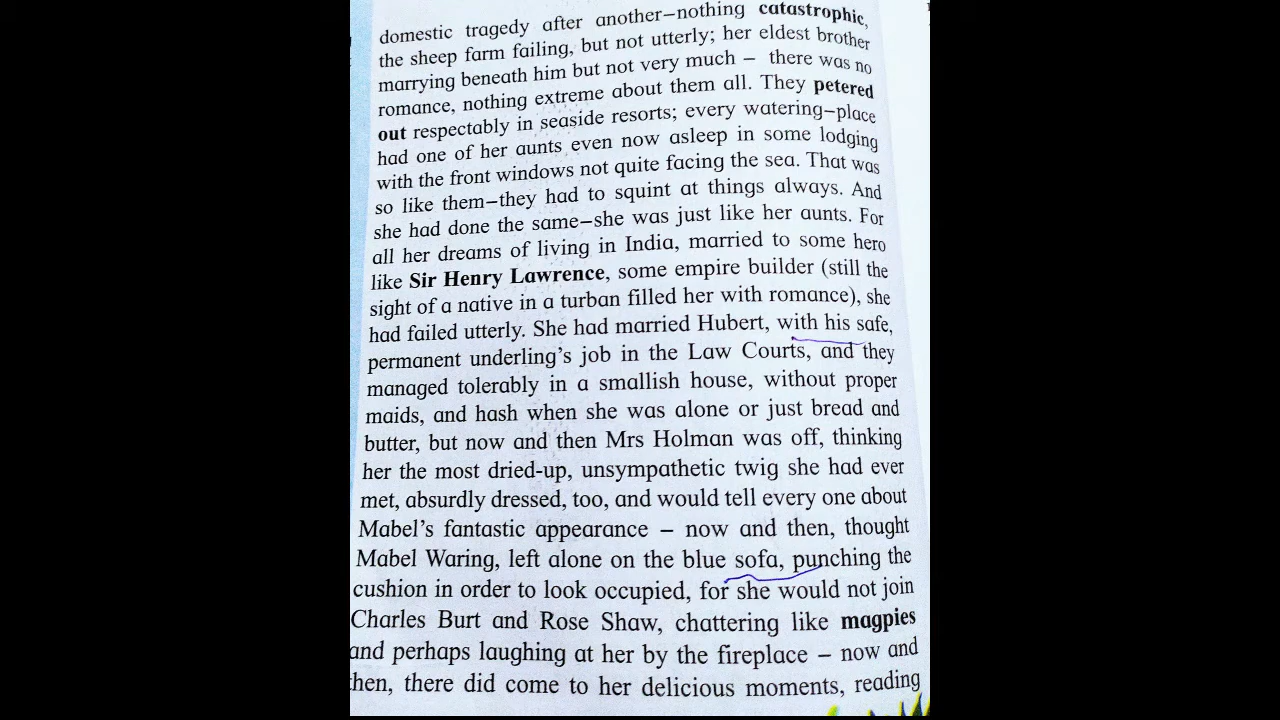 domestic tragedy after another–nothing catastrophic,
the sheep farm failing, but not utterly; her eldest brother
marrying beneath him but not very much – there was no
romance, nothing extreme about them all. They petered
out respectably in seaside resorts; every watering–place
had one of her aunts even now asleep in some lodging
with the front windows not quite facing the sea. That was
so like them–they had to squint at things always. And
she had done the same–she was just like her aunts. For
all her dreams of living in India, married to some hero
like Sir Henry Lawrence, some empire builder (still the
sight of a native in a turban filled her with romance), she
had failed utterly. She had married Hubert, with his safe,
permanent underling's job in the Law Courts, and they
managed tolerably in a smallish house, without proper
maids, and hash when she was alone or just bread and
butter, but now and then Mrs Holman was off, thinking
her the most dried-up, unsympathetic twig she had ever
met, absurdly dressed, too, and would tell every one about
Mabel's fantastic appearance – now and then, thought
Mabel Waring, left alone on the blue sofa, punching the
cushion in order to look occupied, for she would not join
Charles Burt and Rose Shaw, chattering like magpies
and perhaps laughing at her by the fireplace – now and
then, there did come to her delicious moments, reading